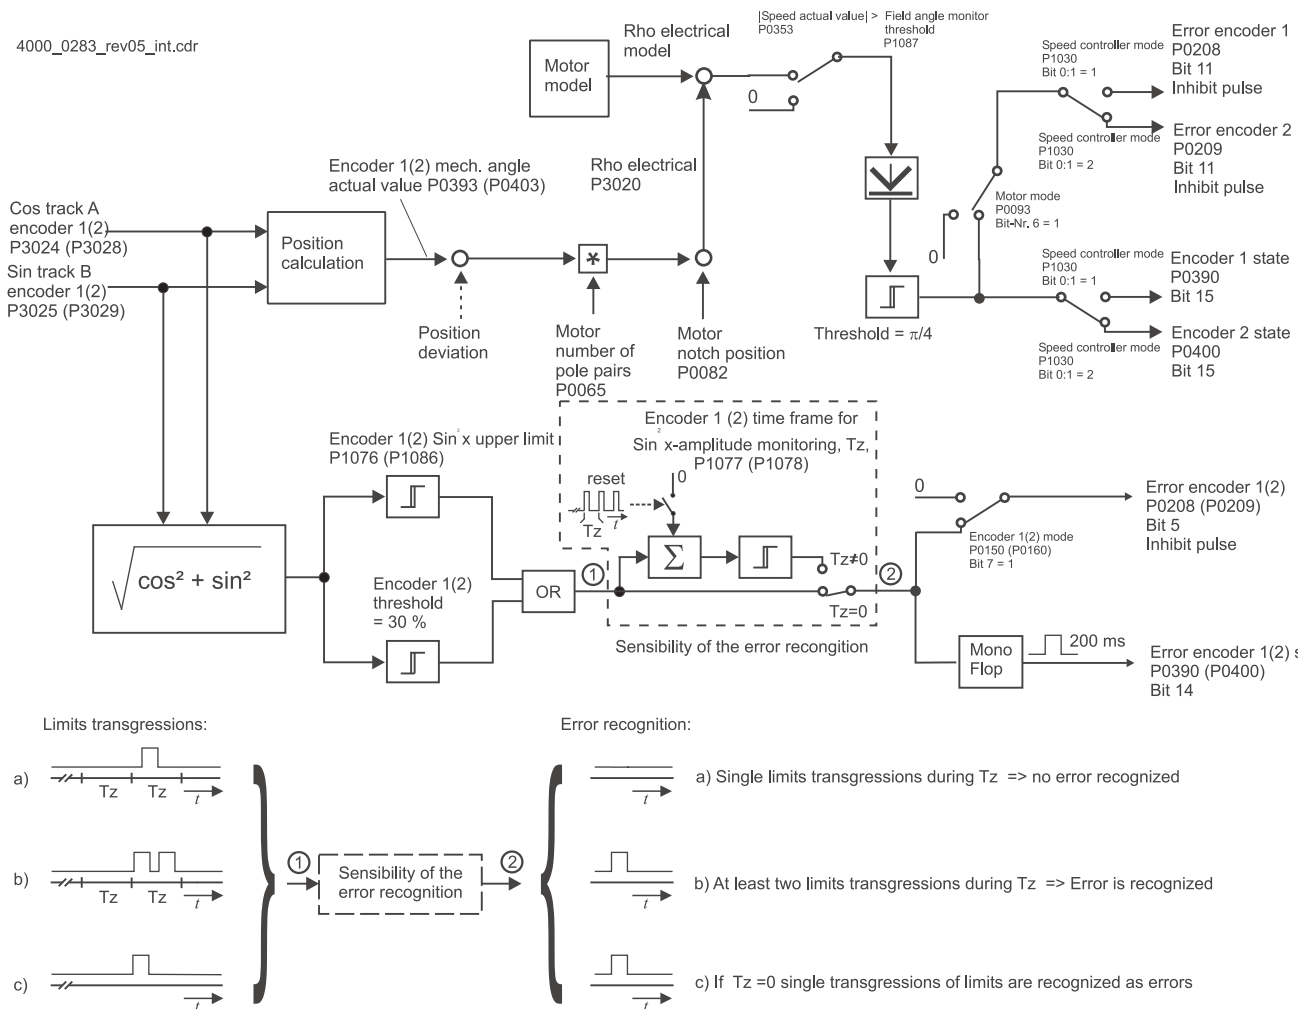 4000_0283_rev05_int.cdr
Motor
model
Rho electrical
model
|Speed actual value| > Field angle monitor
P0353
threshold
P1087
0
Speed controller mode
P1030
Bit 0:1 = 1
Error encoder 1
P0208
Bit 11
Inhibit pulse
Speed controller mode
P1030
Bit 0:1 = 2
Error encoder 2
P0209
Bit 11
Inhibit pulse
Encoder 1(2) mech. angle
actual value P0393 (P0403)
Rho electrical
P3020
Motor mode
P0093
Bit-Nr. 6 = 1
0
Cos track A
encoder 1(2)
P3024 (P3028)
Sin track B
encoder 1(2)
P3025 (P3029)
Position
calculation
*
Position
deviation
Motor
number of
pole pairs
P0065
Motor
notch position
P0082
Threshold = π/4
Speed controller mode
P1030
Bit 0:1 = 1
Encoder 1 state
P0390
Bit 15
Speed controller mode
P1030
Bit 0:1 = 2
Encoder 2 state
P0400
Bit 15
√cos² + sin²
Encoder 1(2) Sin² x upper limit
P1076 (P1086)
Encoder 1(2)
threshold
= 30 %
OR
1
Encoder 1 (2) time frame for
Sin² x-amplitude monitoring, Tz,
P1077 (P1078)
reset
0
Tz
t
Σ
Tz≠0
Tz=0
2
Sensibility of the error recongition
0
Encoder 1(2) mode
P0150 (P0160)
Bit 7 = 1
Error encoder 1(2)
P0208 (P0209)
Bit 5
Inhibit pulse
Mono
Flop
200 ms
Error encoder 1(2) s
P0390 (P0400)
Bit 14
Limits transgressions:
Error recognition:
a)
Tz
Tz
t
t
a) Single limits transgressions during Tz => no error recognized
b)
Tz
Tz
t
1
Sensibility of the
error recognition
2
t
b) At least two limits transgressions during Tz => Error is recognized
c)
t
t
c) If Tz =0 single transgressions of limits are recognized as errors